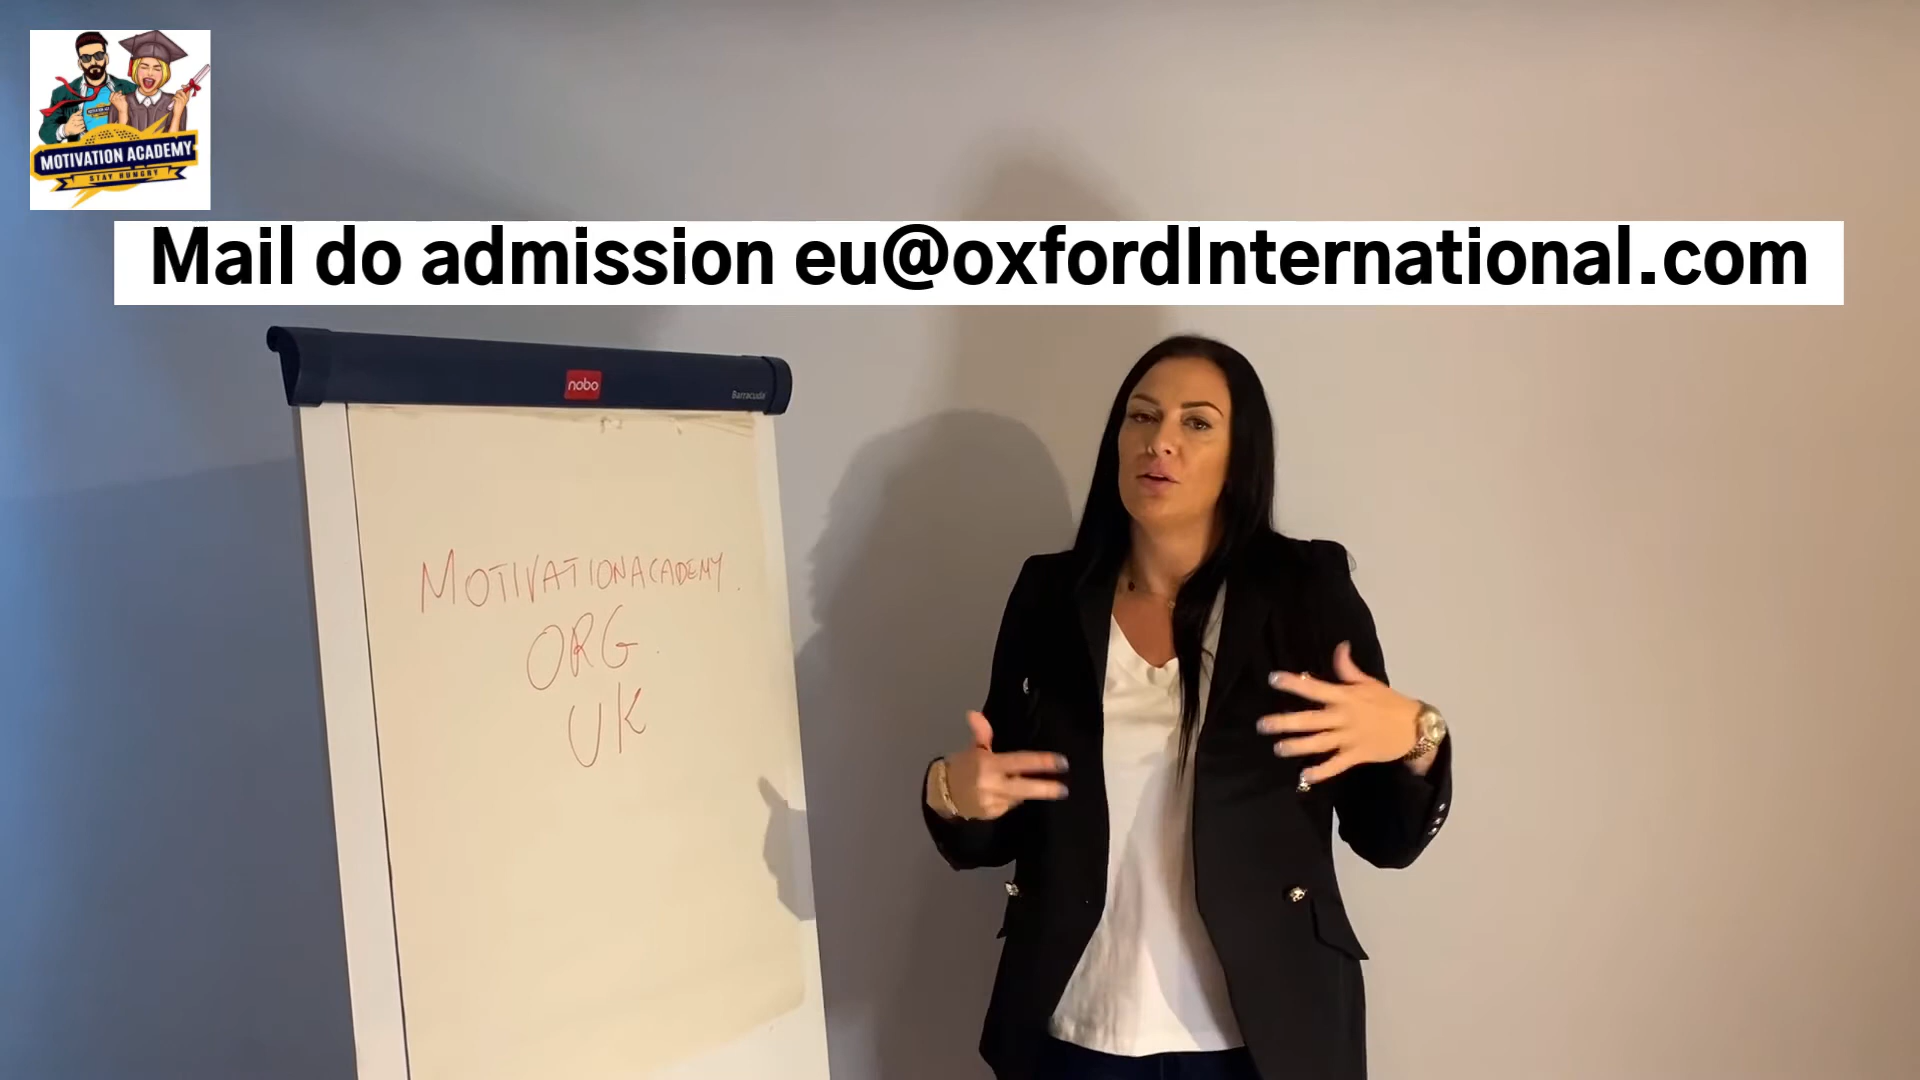 MOTIVATION ACADEMY
STAY HUNGRY
Mail do admission eu@oxfordInternational.com
nobo
Barracuda
MOTIVATIONACADEMY.
ORG.
UK